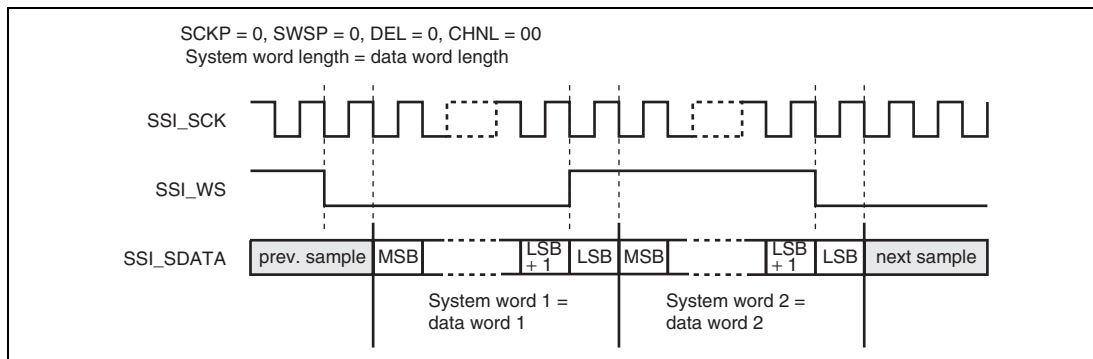 SCKP = 0, SWSP = 0, DEL = 0, CHNL = 00
System word length = data word length
SSI_SCK
SSI_WS
SSI_SDATA
prev. sample
MSB
LSB
+ 1
LSB
MSB
LSB
+ 1
LSB
next sample
System word 1 =
data word 1
System word 2 =
data word 2